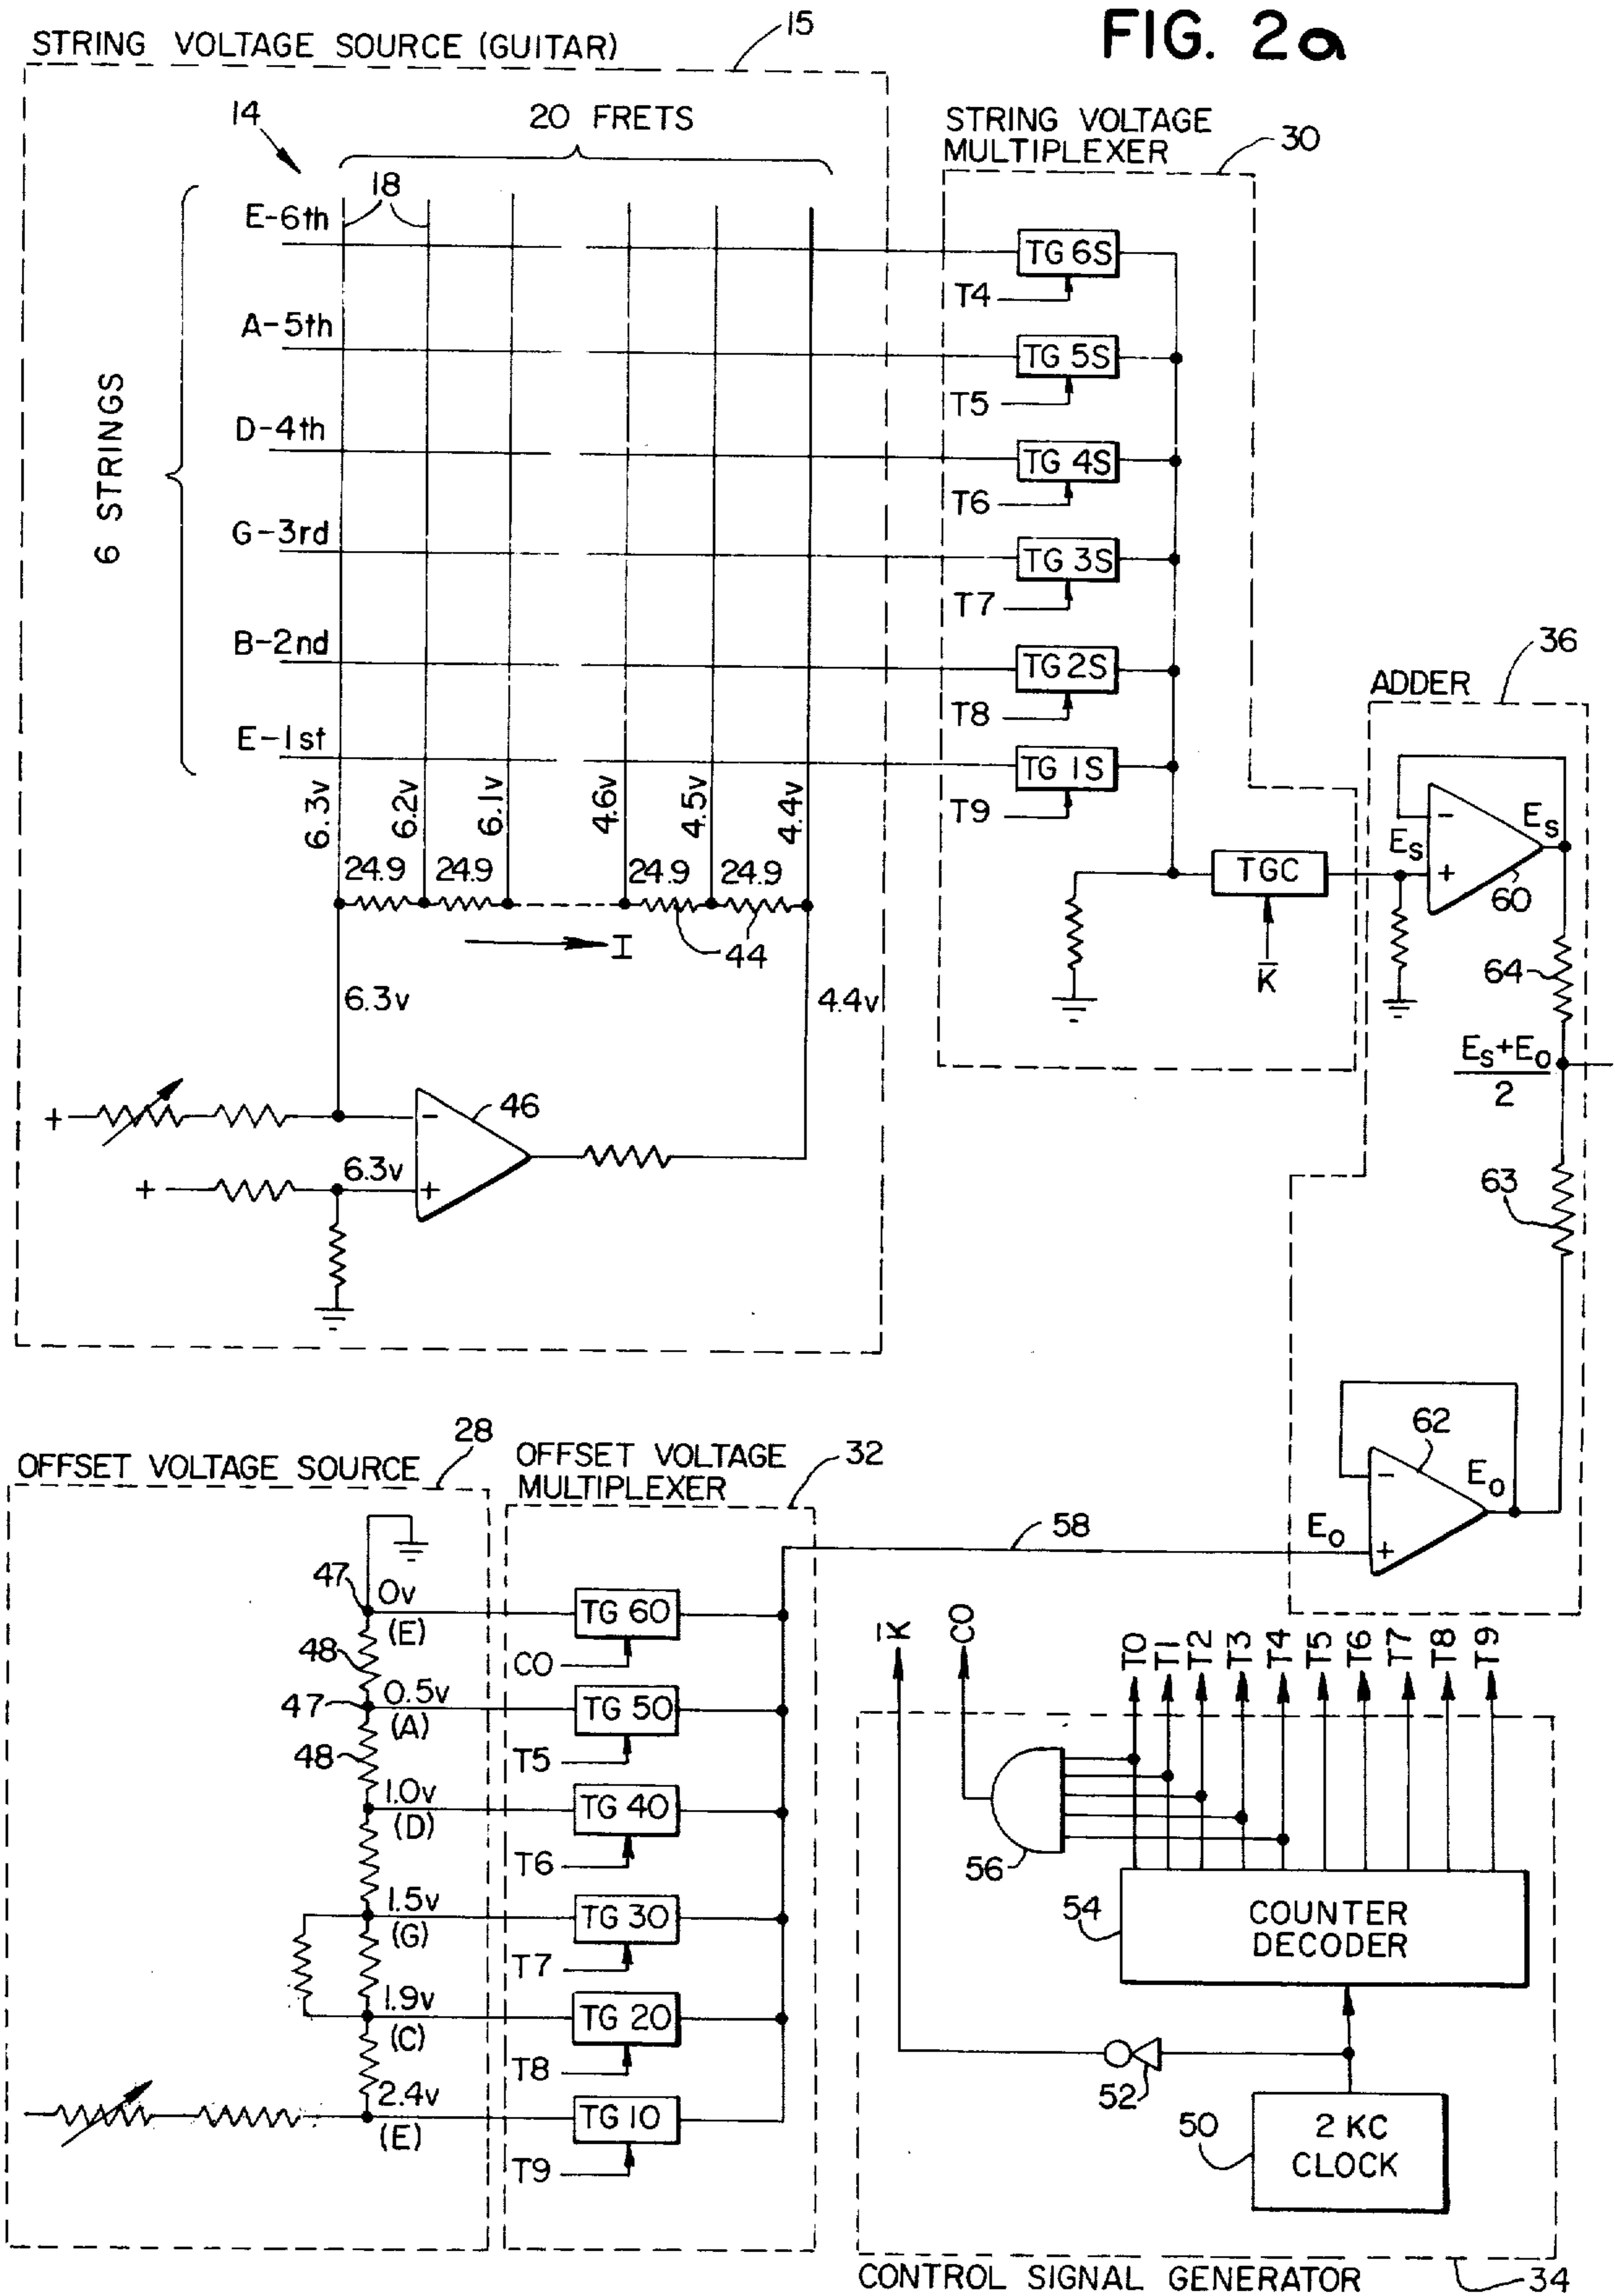 FIG. 2a
STRING VOLTAGE SOURCE (GUITAR)
15
14
20 FRETS
18
6 STRINGS
E-6th
A-5th
D-4th
G-3rd
B-2nd
E-1st
6.3v
6.2v
6.1v
4.6v
4.5v
4.4v
24.9
24.9
24.9
24.9
I
44
6.3v
4.4v
+
−
46
+
6.3v
+
STRING VOLTAGE
MULTIPLEXER
30
TG 6S
T4
TG 5S
T5
TG 4S
T6
TG 3S
T7
TG 2S
T8
TG 1S
T9
TGC
K̅
ADDER
36
−
Es
Es
+
60
64
Es+Eo
2
63
62
−
Eo
Eo
+
58
OFFSET VOLTAGE SOURCE
28
OFFSET VOLTAGE
MULTIPLEXER
32
47
0v
(E)
48
47
0.5v
(A)
48
1.0v
(D)
1.5v
(G)
1.9v
(C)
2.4v
(E)
TG 60
CO
TG 50
T5
TG 40
T6
TG 30
T7
TG 20
T8
TG 10
T9
K̅
CO
T0
T1
T2
T3
T4
T5
T6
T7
T8
T9
56
54
COUNTER
DECODER
52
50
2 KC
CLOCK
CONTROL SIGNAL GENERATOR
34